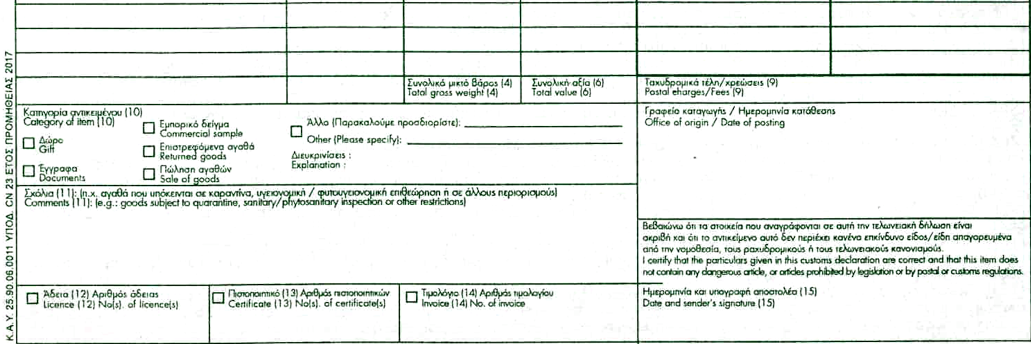 Συνολικό μικτό βάρος (4)
Total gross weight (4)
Συνολική αξία (6)
Total value (6)
Ταχυδρομικά τέλη/χρεώσεις (9)
Postal charges/Fees (9)
Κατηγορία αντικειμένου (10)
Category of item (10)
Δώρο
Gift
Έγγραφα
Documents
Εμπορικό δείγμα
Commercial sample
Επιστρεφόμενα αγαθά
Returned goods
Πώληση αγαθών
Sale of goods
Άλλο (Παρακαλούμε προσδιορίστε):
Other (Please specify):
Διευκρινίσεις :
Explanation :
Γραφείο καταγωγής / Ημερομηνία κατάθεσης
Office of origin / Date of posting
Σχόλια (11): (π.χ. αγαθά που υπόκεινται σε καραντίνα, υγειονομική / φυτουγειονομική επιθεώρηση ή σε άλλους περιορισμούς)
Comments (11): (e.g.: goods subject to quarantine, sanitary/phytosanitary inspection or other restrictions)
Βεβαιώνω ότι τα στοιχεία που αναγράφονται σε αυτή την τελωνειακή δήλωση είναι
ακριβή και ότι το αντικείμενο αυτό δεν περιέχει κανένα επικίνδυνο είδος/είδη απαγορευμένα
από την νομοθεσία, τους ραχυδρομικούς ή τους τελωνειακούς κανονισμούς.
I certify that the particulars given in this customs declaration are correct and that this item does
not contain any dangerous article, or articles prohibited by legislation or by postal or customs regulations.
Άδεια (12) Αριθμός άδειας
Licence (12) No(s). of licence(s)
Πιστοποιητικό (13) Αριθμός πιστοποιητικών
Certificate (13) No(s). of certificate(s)
Τιμολόγιο (14) Αριθμός τιμολογίου
Invoice (14) No. of invoice
Ημερομηνία και υπογραφή αποστολέα (15)
Date and sender's signature (15)
Κ.Α.Υ. 25.90.06.0011 ΥΠΟΔ. CN 23 ΕΤΟΣ ΠΡΟΜΗΘΕΙΑΣ 2017